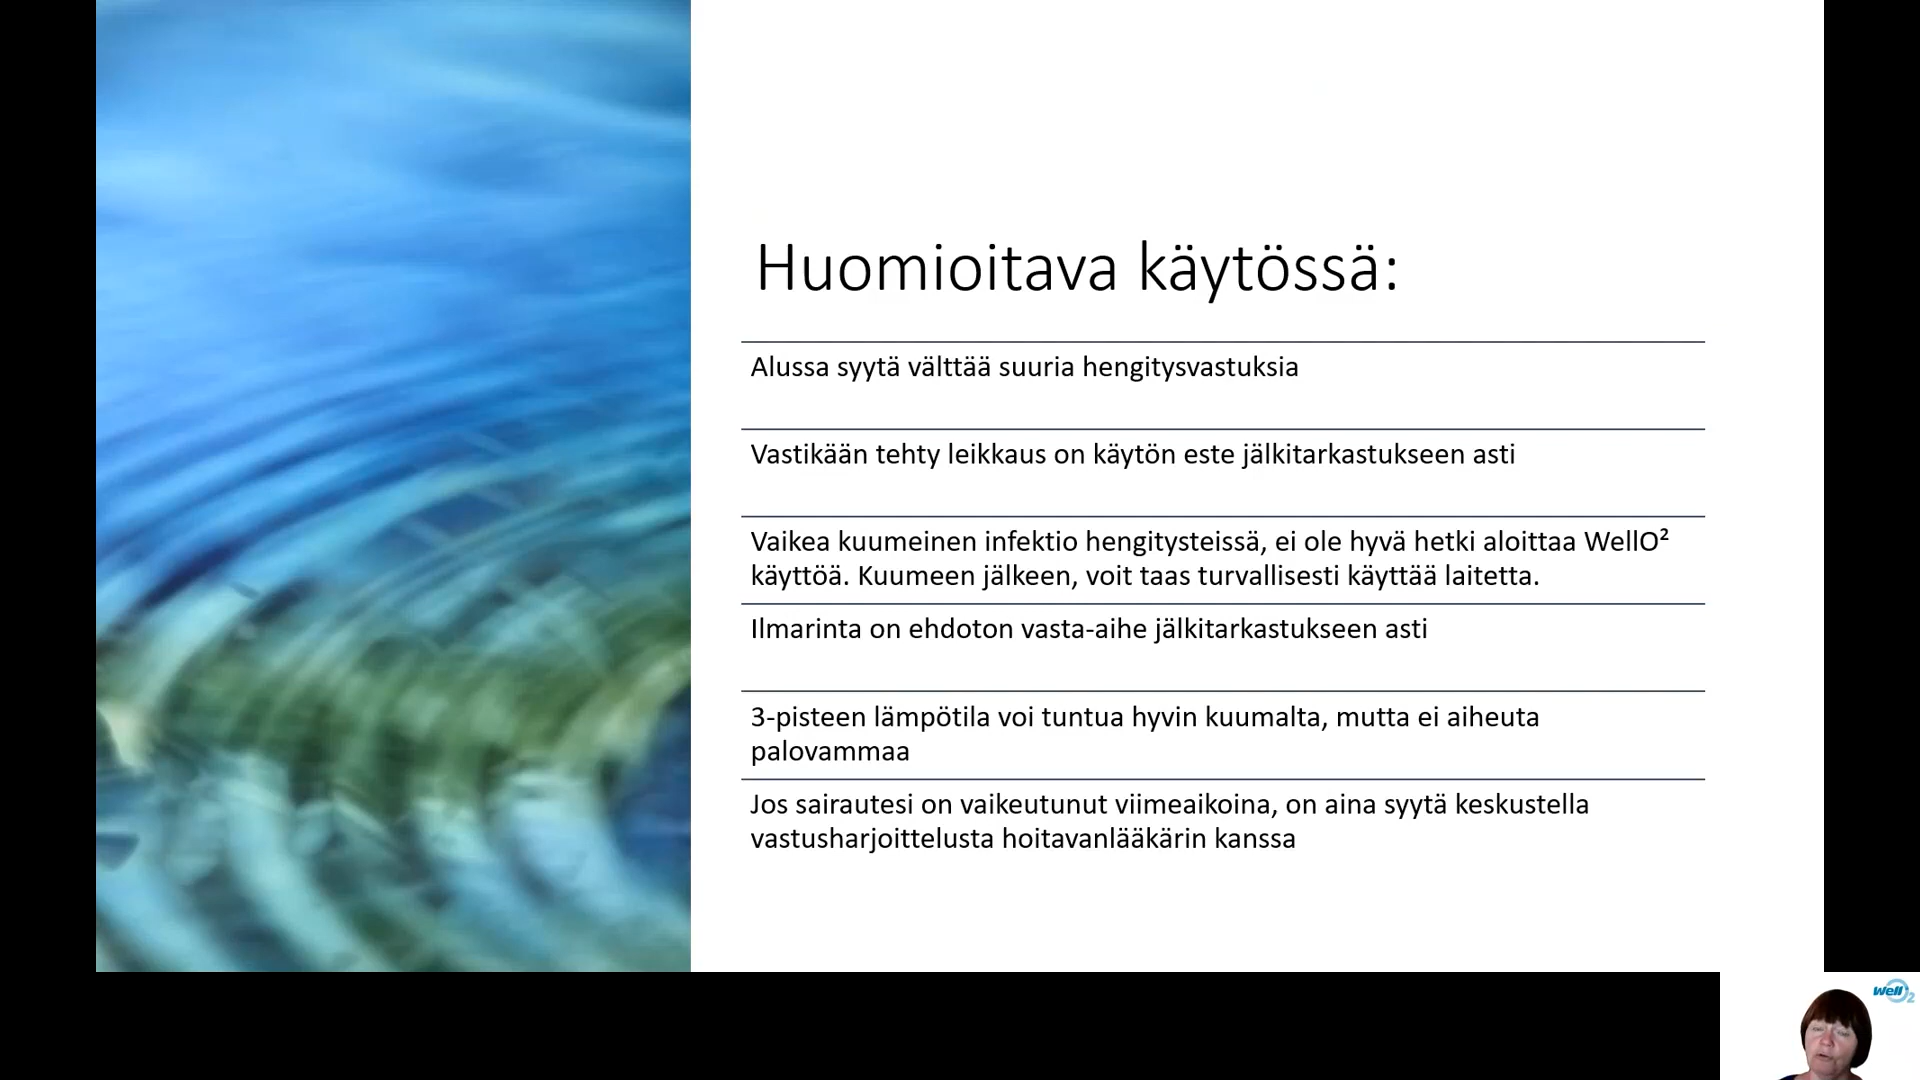 Huomioitava käytössä:
Alussa syytä välttää suuria hengitysvastuksia
Vastikään tehty leikkaus on käytön este jälkitarkastukseen asti
Vaikea kuumeinen infektio hengitysteissä, ei ole hyvä hetki aloittaa WellO²
käyttöä. Kuumeen jälkeen, voit taas turvallisesti käyttää laitetta.
Ilmarinta on ehdoton vasta-aihe jälkitarkastukseen asti
3-pisteen lämpötila voi tuntua hyvin kuumalta, mutta ei aiheuta
palovammaa
Jos sairautesi on vaikeutunut viimeaikoina, on aina syytä keskustella
vastusharjoittelusta hoitavanlääkärin kanssa
WellO2